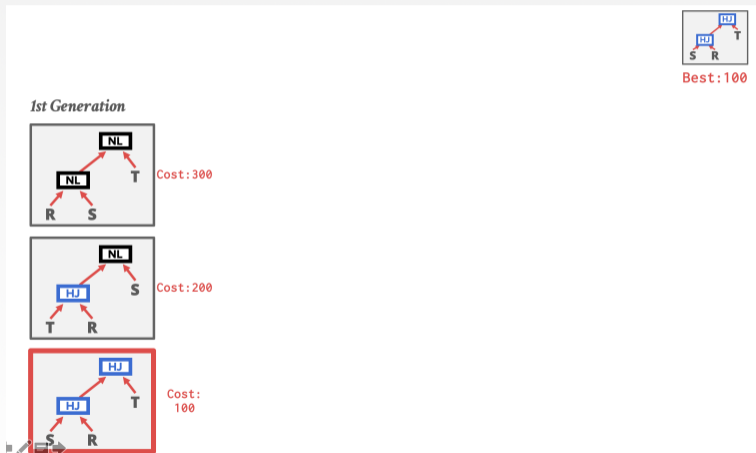 HJ
HJ
T
S R
Best:100
1st Generation
NL
NL
T
Cost:300
R S
NL
HJ
S
Cost:200
T R
HJ
HJ
T
Cost:
100
S R